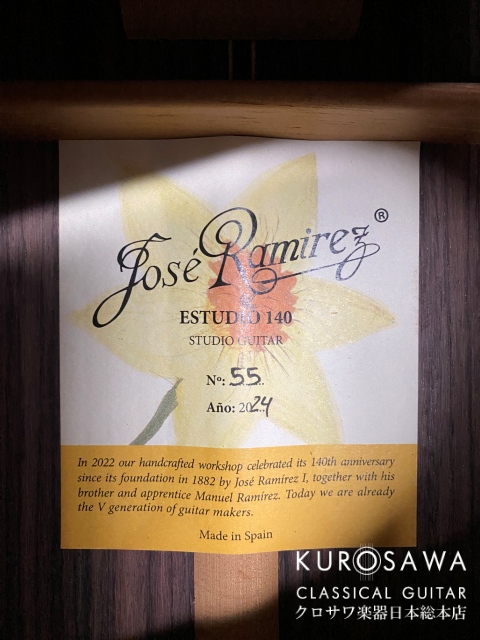 José Ramírez®
ESTUDIO 140
STUDIO GUITAR
Nº: 55
Año: 2024
In 2022 our handcrafted workshop celebrated its 140th anniversary
since its foundation in 1882 by José Ramírez I, together with his
brother and apprentice Manuel Ramírez. Today we are already
the V generation of guitar makers.
Made in Spain
KUROSAWA
CLASSICAL GUITAR
クロサワ楽器日本総本店